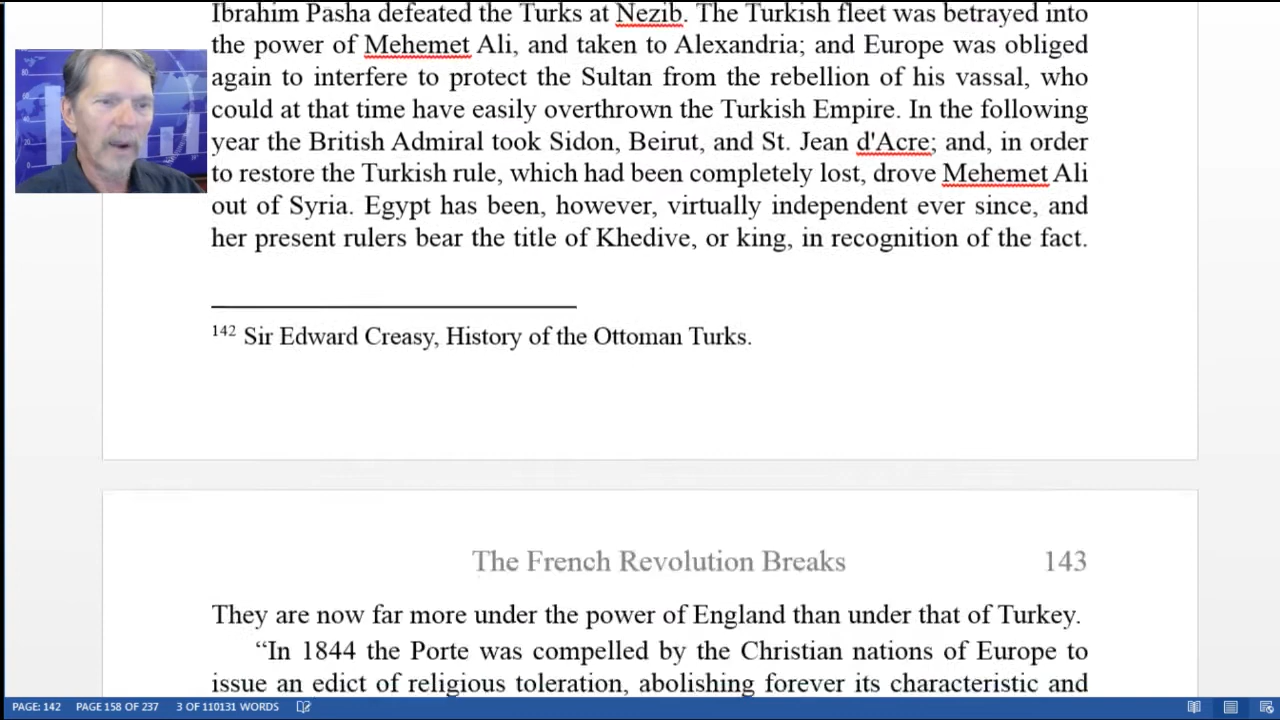 Ibrahim Pasha defeated the Turks at Nezib. The Turkish fleet was betrayed into
the power of Mehemet Ali, and taken to Alexandria; and Europe was obliged
again to interfere to protect the Sultan from the rebellion of his vassal, who
could at that time have easily overthrown the Turkish Empire. In the following
year the British Admiral took Sidon, Beirut, and St. Jean d'Acre; and, in order
to restore the Turkish rule, which had been completely lost, drove Mehemet Ali
out of Syria. Egypt has been, however, virtually independent ever since, and
her present rulers bear the title of Khedive, or king, in recognition of the fact.
142 Sir Edward Creasy, History of the Ottoman Turks.
The French Revolution Breaks 143
They are now far more under the power of England than under that of Turkey.
“In 1844 the Porte was compelled by the Christian nations of Europe to
issue an edict of religious toleration, abolishing forever its characteristic and
PAGE: 142 PAGE 158 OF 237 3 OF 110131 WORDS